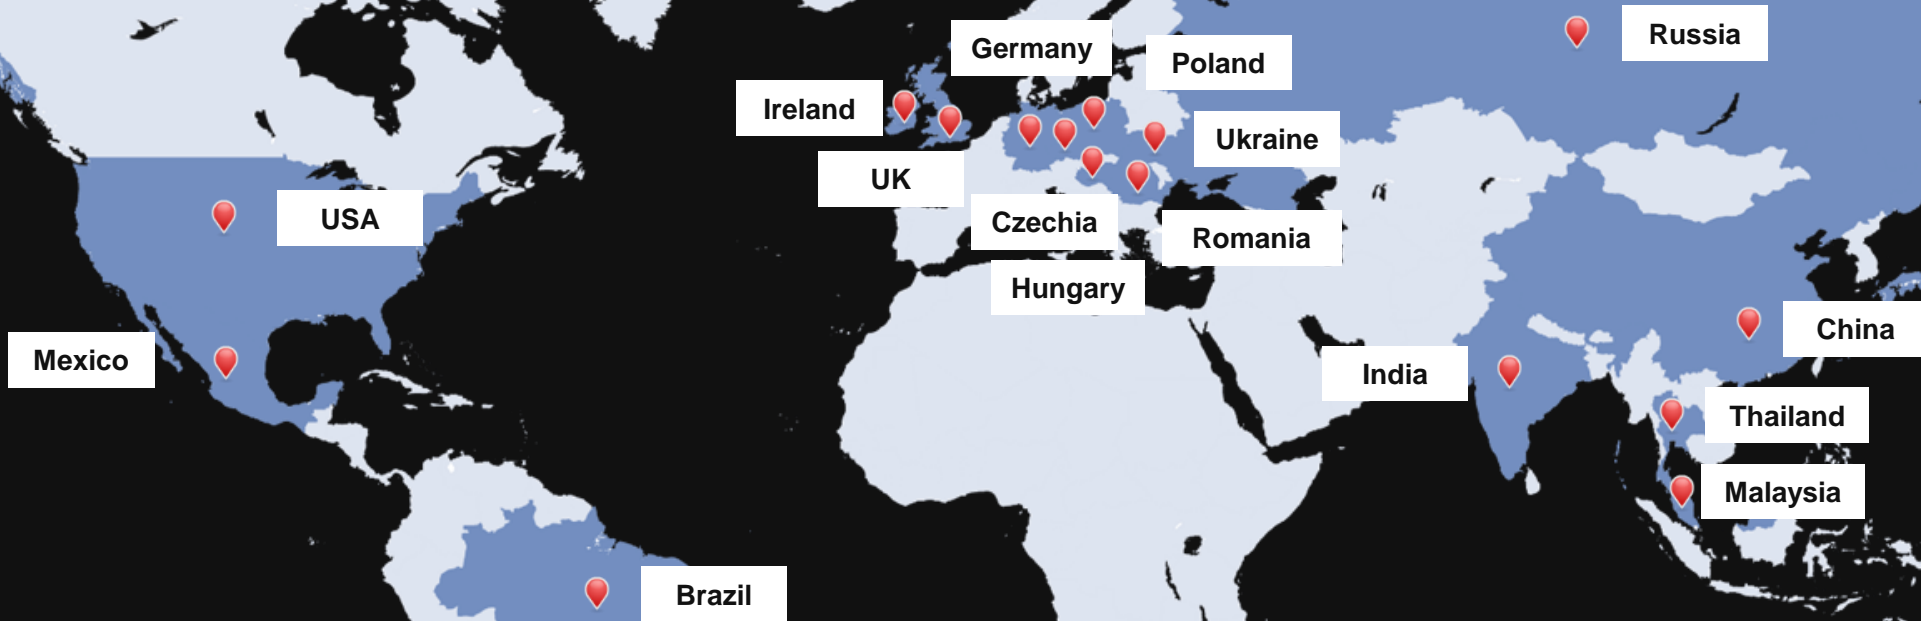 Russia
Germany
Poland
Ireland
Ukraine
UK
USA
Czechia
Romania
Hungary
China
Mexico
India
Thailand
Malaysia
Brazil